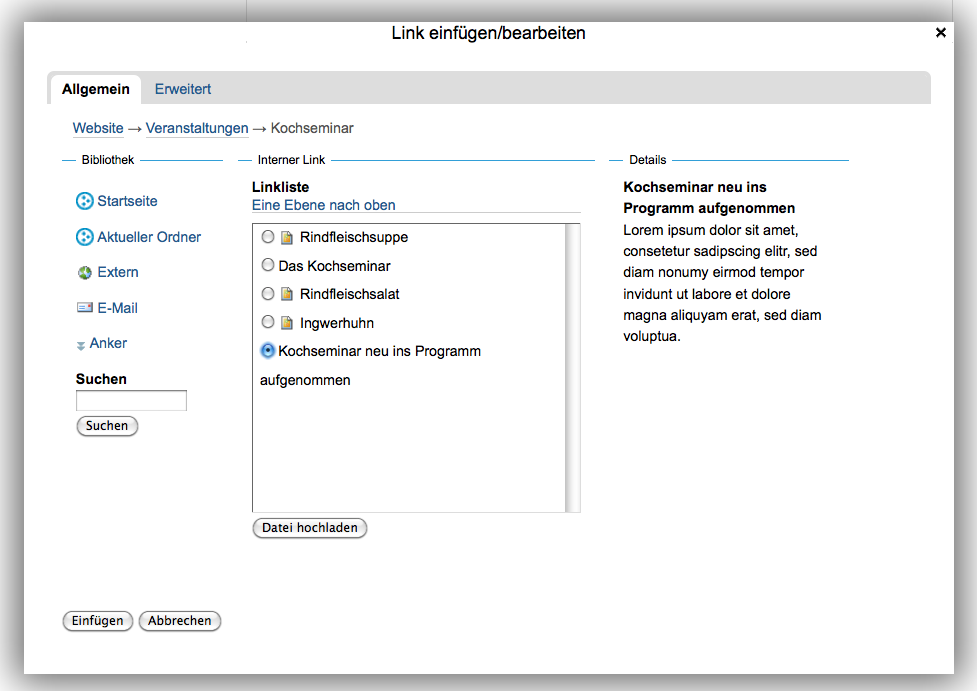 Link einfügen/bearbeiten
Allgemein
Erweitert
Website → Veranstaltungen → Kochseminar
Bibliothek
Startseite
Aktueller Ordner
Extern
E-Mail
Anker
Suchen
Suchen
Interner Link
Linkliste
Eine Ebene nach oben
Rindfleischsuppe
Das Kochseminar
Rindfleischsalat
Ingwerhuhn
Kochseminar neu ins Programm
aufgenommen
Datei hochladen
Details
Kochseminar neu ins
Programm aufgenommen
Lorem ipsum dolor sit amet,
consetetur sadipscing elitr, sed
diam nonumy eirmod tempor
invidunt ut labore et dolore
magna aliquyam erat, sed diam
voluptua.
Einfügen
Abbrechen